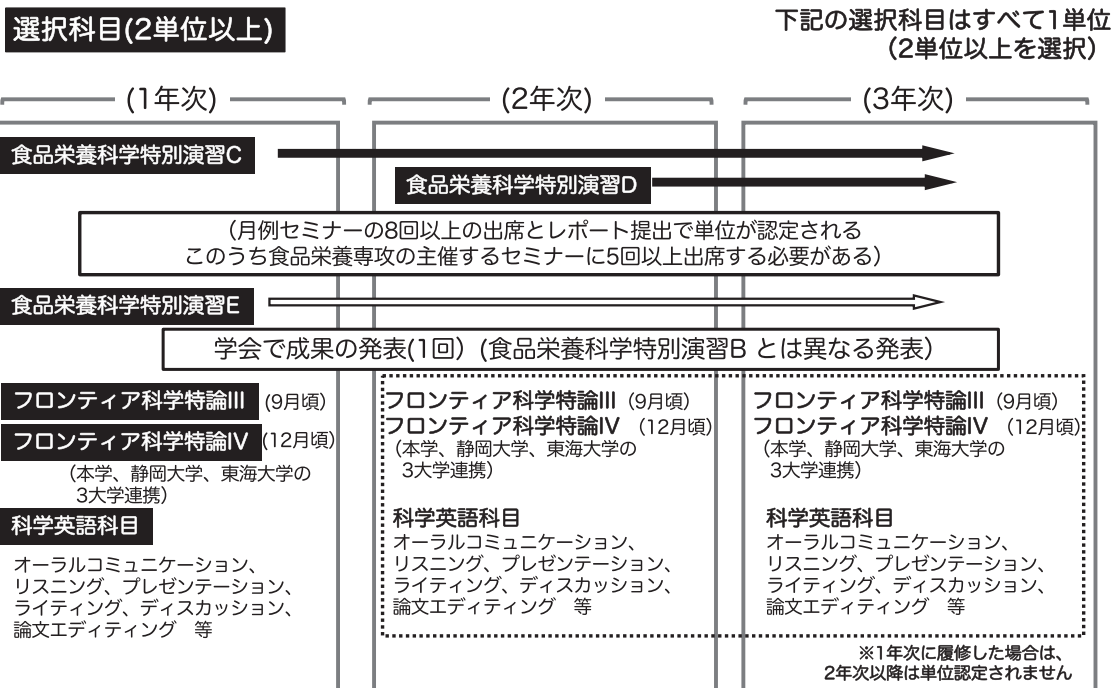 選択科目(2単位以上)
下記の選択科目はすべて1単位
（2単位以上を選択）
(1年次)
(2年次)
(3年次)
食品栄養科学特別演習C
食品栄養科学特別演習D
（月例セミナーの8回以上の出席とレポート提出で単位が認定される
このうち食品栄養専攻の主催するセミナーに5回以上出席する必要がある）
食品栄養科学特別演習E
学会で成果の発表(1回）(食品栄養科学特別演習B とは異なる発表）
フロンティア科学特論III（9月頃）
フロンティア科学特論IV（12月頃）
（本学、静岡大学、東海大学の
3大学連携）
科学英語科目
オーラルコミュニケーション、
リスニング、プレゼンテーション、
ライティング、ディスカッション、
論文エディティング　等
フロンティア科学特論III（9月頃）
フロンティア科学特論IV（12月頃）
（本学、静岡大学、東海大学の
3大学連携）
科学英語科目
オーラルコミュニケーション、
リスニング、プレゼンテーション、
ライティング、ディスカッション、
論文エディティング　等
フロンティア科学特論III（9月頃）
フロンティア科学特論IV（12月頃）
（本学、静岡大学、東海大学の
3大学連携）
科学英語科目
オーラルコミュニケーション、
リスニング、プレゼンテーション、
ライティング、ディスカッション、
論文エディティング　等
※1年次に履修した場合は、
2年次以降は単位認定されません